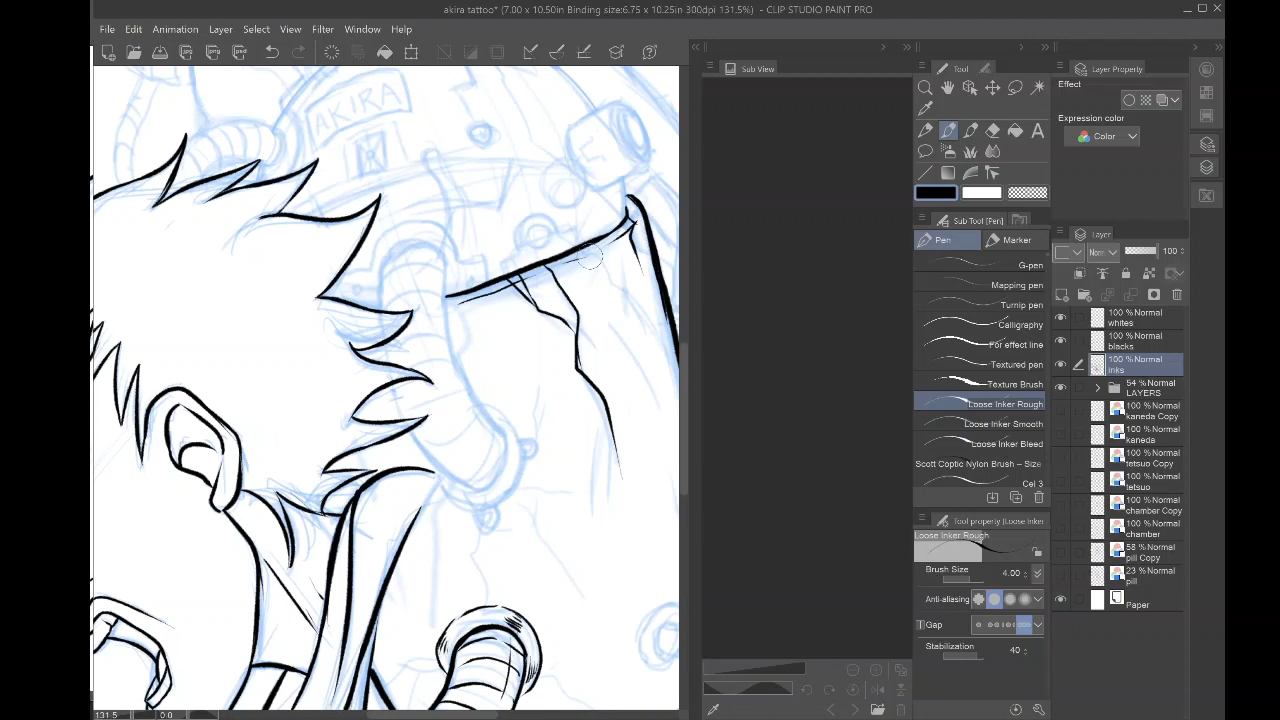 akira tattoo* (7.00 x 10.50in Binding size:6.75 x 10.25in 300dpi 131.5%) - CLIP STUDIO PAINT PRO
File Edit Animation Layer Select View Filter Window Help
AKIRA
Sub View
Tool
Sub Tool [Pen]
Pen
Marker
G-pen
Mapping pen
Turnip pen
Calligraphy
For effect line
Textured pen
Texture Brush
Loose Inker Rough
Loose Inker Smooth
Loose Inker Bleed
Scott Coptic Nylon Brush – Size
Cel 3
Tool property [Loose Inker
Loose Inker Rough
Brush Size 4.00
Anti-aliasing
Gap
Stabilization 40
Layer Property
Effect
Expression color
Color
Layer
Norm 100
100 %Normal
whites
100 %Normal
blacks
100 %Normal
inks
54 %Normal
LAYERS
100 %Normal
kaneda Copy
100 %Normal
kaneda
100 %Normal
tetsuo Copy
100 %Normal
tetsuo
100 %Normal
chamber Copy
100 %Normal
chamber
58 %Normal
pill Copy
23 %Normal
pill
Paper
131.5 0.0